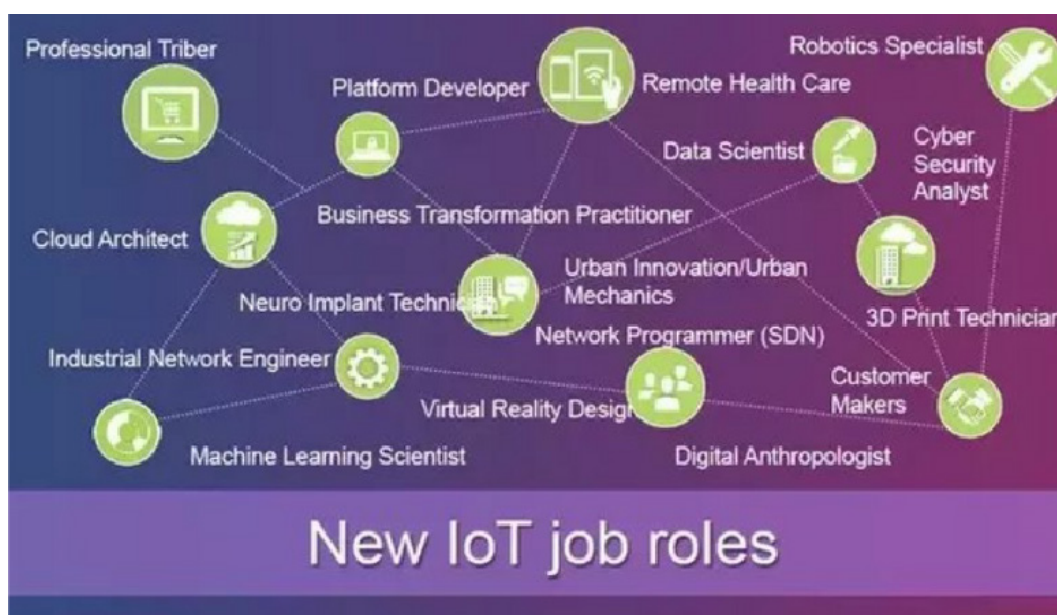 Professional Triber
Robotics Specialist
Platform Developer
Remote Health Care
Data Scientist
Cyber
Security
Analyst
Business Transformation Practitioner
Cloud Architect
Urban Innovation/Urban
Mechanics
Neuro Implant Technician
3D Print Technician
Network Programmer (SDN)
Industrial Network Engineer
Customer
Makers
Virtual Reality Design
Machine Learning Scientist
Digital Anthropologist
New IoT job roles